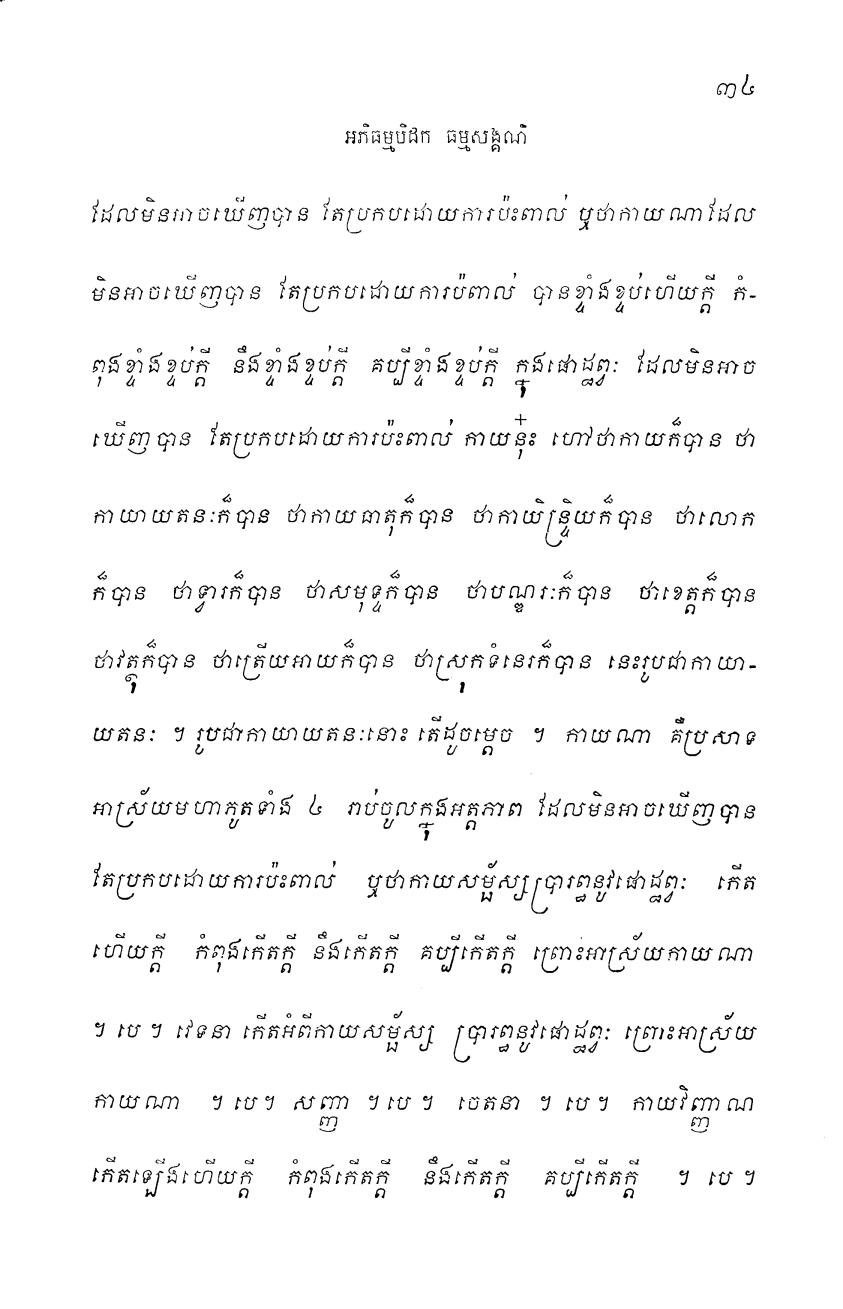 ៣៤
អភិធម្មបិដក ធម្មសង្គណិ
ដែលមិនអាចឃើញបាន តែប្រកបដោយការប៉ះពាល់ ឬថាកាយណាដែល
មិនអាចឃើញបាន តែប្រកបដោយការប៉ពាល់ បានខ្ទាំងខ្ទប់ហើយក្តី កំ-
ពុងខ្ទាំងខ្ទប់ក្តី នឹងខ្ទាំងខ្ទប់ក្តី គប្បីខ្ទាំងខ្ទប់ក្តី ក្នុងផោដ្ឋព្វៈ ដែលមិនអាច
ឃើញបាន តែប្រកបដោយការប៉ះពាល់ កាយនុ៎ះ ហៅថាកាយក៏បាន ថា
កាយាយតនៈក៏បាន ថាកាយធាតុក៏បាន ថាកាយិន្ទ្រិយក៏បាន ថាលោក
ក៏បាន ថាទ្វារក៏បាន ថាសមុទ្ទក៏បាន ថាបណ្ឌរៈក៏បាន ថាខេត្តក៏បាន
ថាវត្ថុក៏បាន ថាត្រើយអាយក៏បាន ថាស្រុកទំនេរក៏បាន នេះរូបជាកាយា-
យតនៈ ។ រូបជាកាយាយតនៈនោះ តើដូចម្តេច ។ កាយណា គឺប្រសាទ
អាស្រ័យមហាភូតទាំង ៤ រាប់ចូលក្នុងអត្តភាព ដែលមិនអាចឃើញបាន
តែប្រកបដោយការប៉ះពាល់ ឬថាកាយសម្ផ័ស្ស ប្រារព្ធនូវផោដ្ឋព្វៈ កើត
ហើយក្តី កំពុងកើតក្តី នឹងកើតក្តី គប្បីកើតក្តី ព្រោះអាស្រ័យកាយណា
។ បេ ។ វេទនា កើតអំពីកាយសម្ផ័ស្ស ប្រារព្ធនូវផោដ្ឋព្វៈ ព្រោះអាស្រ័យ
កាយណា ។ បេ ។ សញ្ញា ។ បេ ។ ចេតនា ។ បេ ។ កាយវិញ្ញាណ
កើតឡើងហើយក្តី កំពុងកើតក្តី នឹងកើតក្តី គប្បីកើតក្តី ។ បេ ។